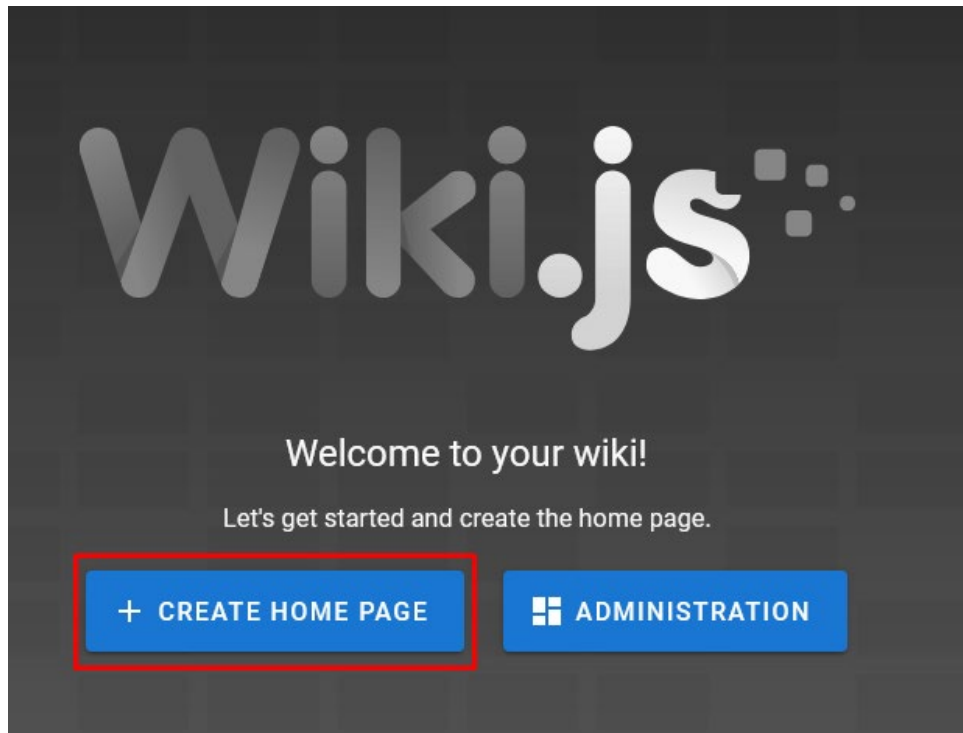 Wiki.js
Welcome to your wiki!
Let's get started and create the home page.
+ CREATE HOME PAGE
ADMINISTRATION